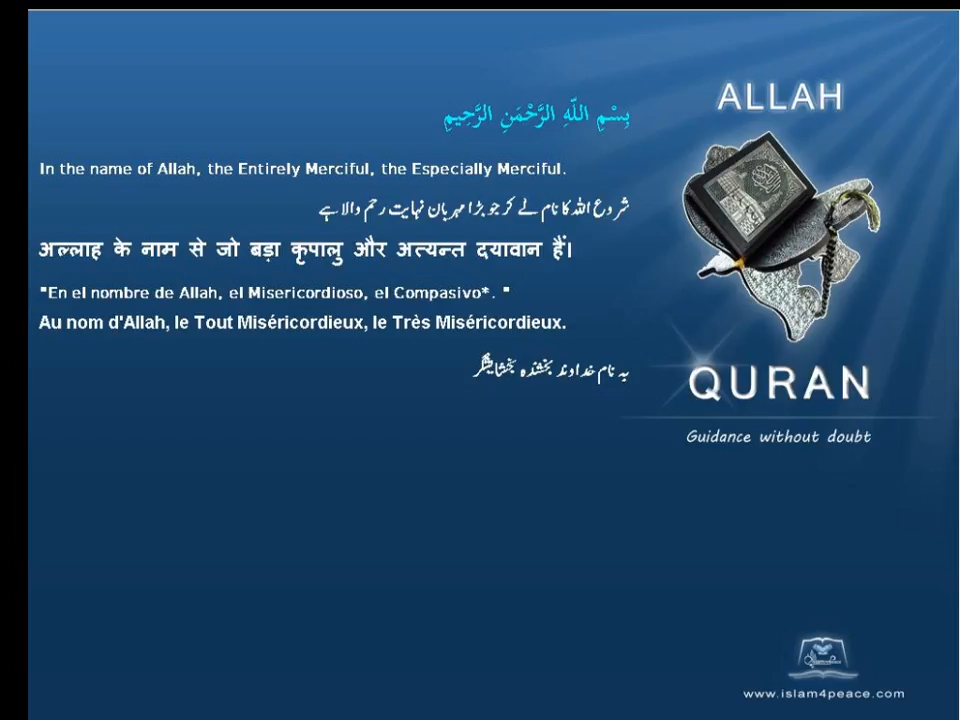 بِسْمِ اللَّهِ الرَّحْمَنِ الرَّحِيمِ
In the name of Allah, the Entirely Merciful, the Especially Merciful.
شروع الله کا نام لے کر جو بڑا مہربان نہایت رحم والا ہے
अल्लाह के नाम से जो बड़ा कृपालु और अत्यन्त दयावान हैं।
"En el nombre de Allah, el Misericordioso, el Compasivo*. "
Au nom d'Allah, le Tout Miséricordieux, le Très Miséricordieux.
به نام خداوند بخشنده بخشایشگر
ALLAH
QURAN
Guidance without doubt
www.islam4peace.com